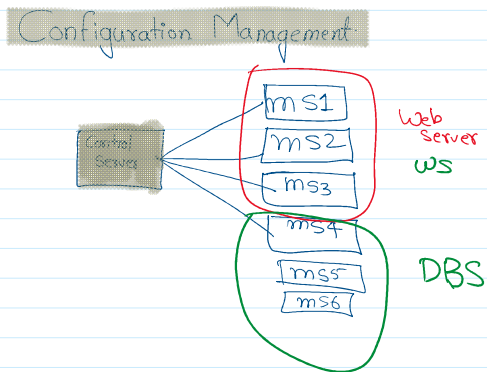 Configuration Management.
Control
Server
ms1
ms2
ms3
ms4
ms5
ms6
Web
Server
WS
DBS